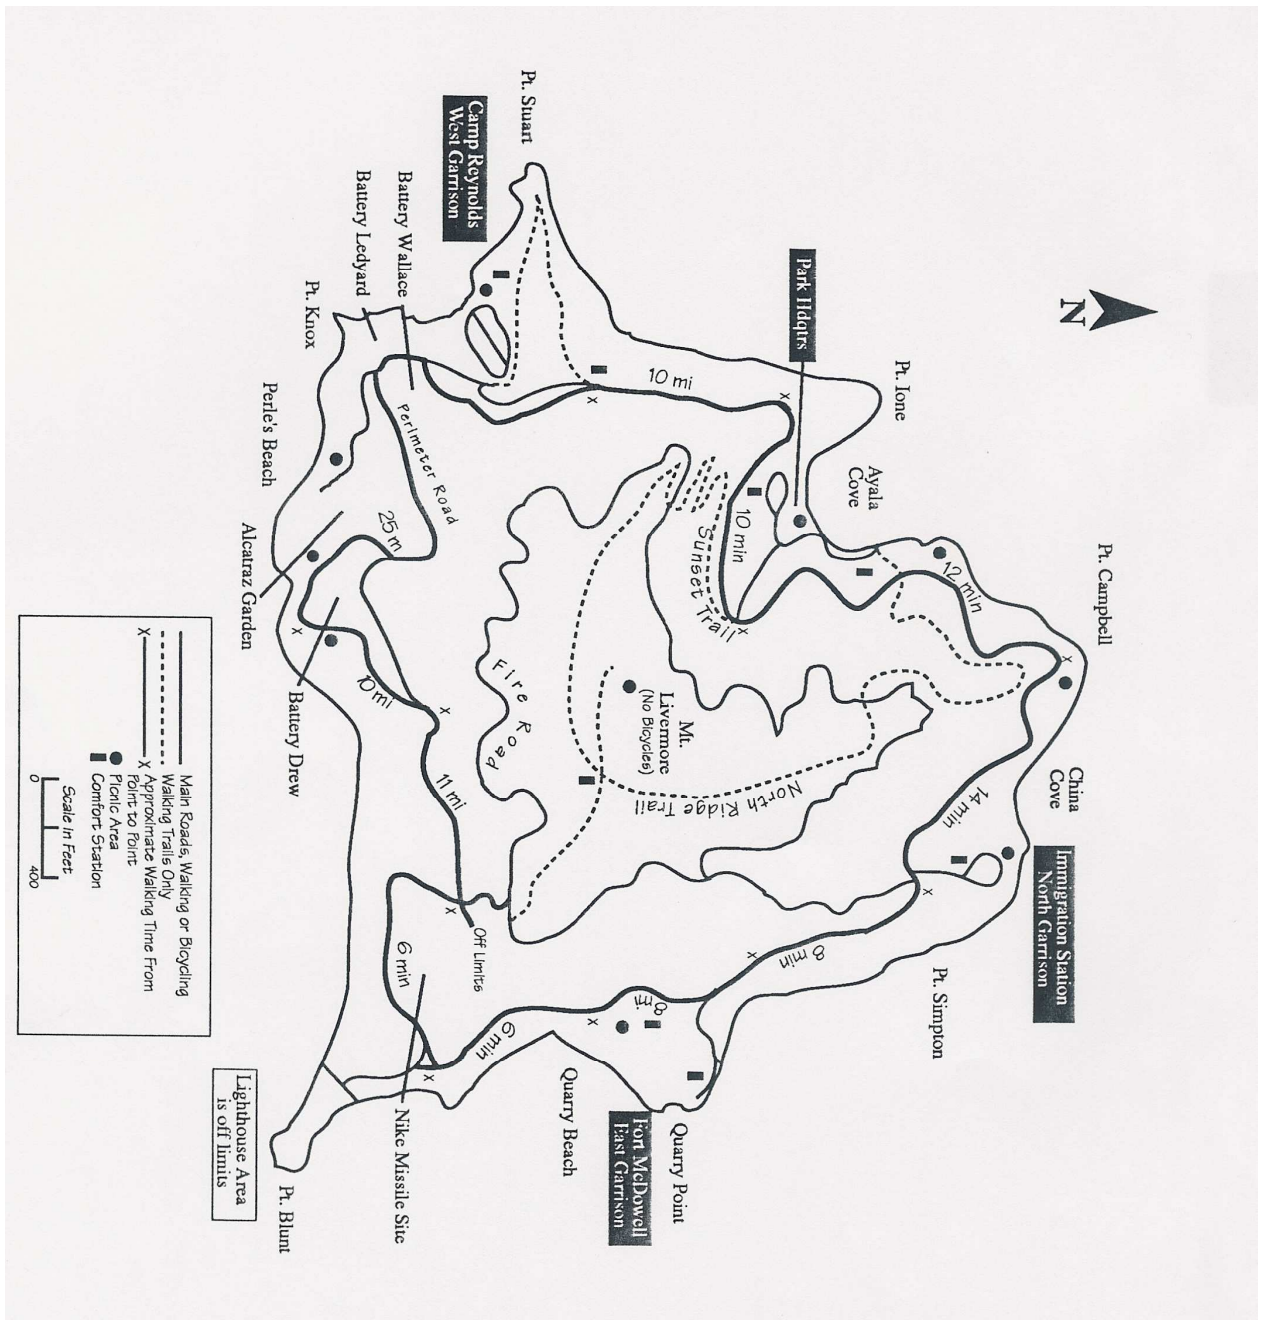 Pt. Stuart
Camp Reynolds
West Garrison
Battery Wallace
Battery Ledyard
Pt. Knox
Perle's Beach
Alcatraz Garden
Battery Drew
Park Hdqtrs
Pt. Ione
Ayala
Cove
Pt. Campbell
China
Cove
Immigration Station
North Garrison
Pt. Simpton
Quarry Point
Fort McDowell
East Garrison
Quarry Beach
Nike Missile Site
Pt. Blunt
Lighthouse Area
is off limits
N
10 mi
10 min
12 min
14 min
8 min
8 mi
6 min
6 min
Off Limits
11 mi
10 mi
25 m
Perimeter Road
Sunset Trail
Fire Road
North Ridge Trail
Mt.
Livermore
(No Bicycles)
Main Roads, Walking or Bicycling
Walking Trails Only
X X Approximate Walking Time From
Point to Point
Picnic Area
Comfort Station
Scale in Feet
0 400